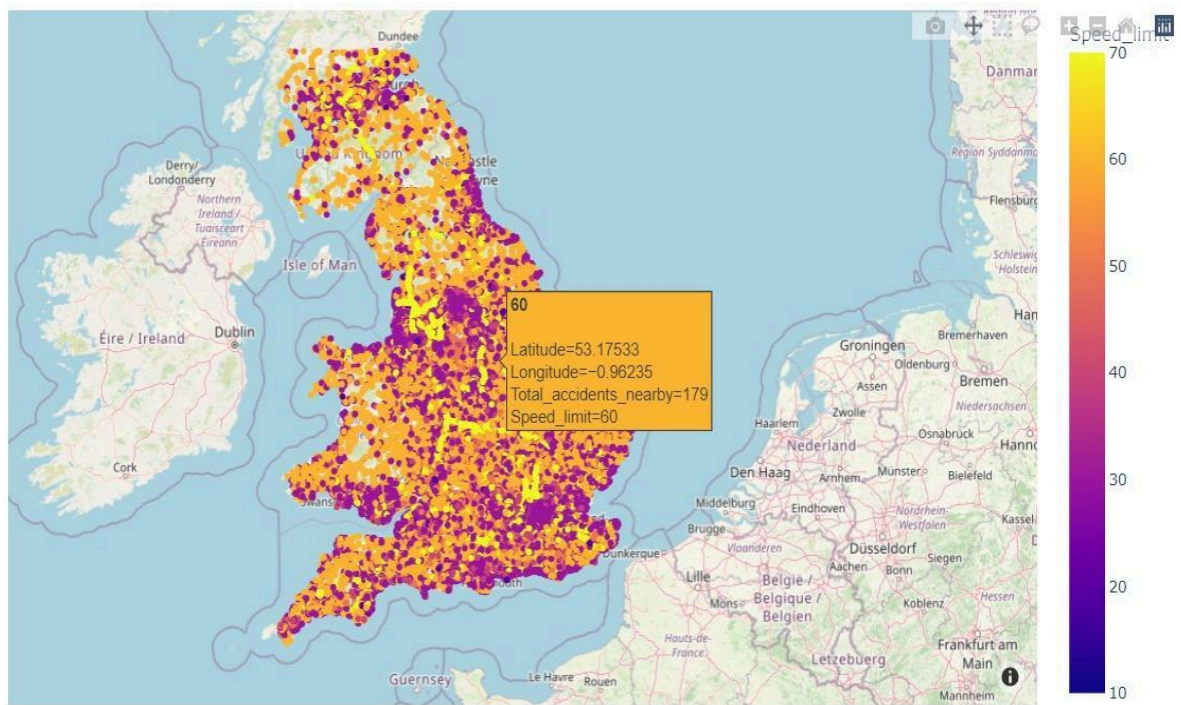 Speed_limit
70
60
50
40
30
20
10
60
Latitude=53.17533
Longitude=−0.96235
Total_accidents_nearby=179
Speed_limit=60
Dundee
Derry/
Londonderry
Northern
Ireland /
Tuaisceart
Éireann
Isle of Man
Éire / Ireland
Dublin
Cork
Guernsey
Le Havre
Rouen
Hauts-de-
France
Lille
Mons
Dunkerque
Brugge
Vlaanderen
België /
Belgique /
Belgien
Middelburg
Den Haag
Haarlem
Nederland
Zwolle
Arnhem
Eindhoven
Groningen
Assen
Oldenburg
Bremerhaven
Bremen
Niedersachsen
Osnabrück
Münster
Bielefeld
Nordrhein-
Westfalen
Düsseldorf
Aachen
Bonn
Siegen
Koblenz
Hessen
Frankfurt am
Main
Mannheim
Letzebuerg
Flensburg
Region Syddanma
Danmar
Schleswig
Holstein
Kassel
Hanno